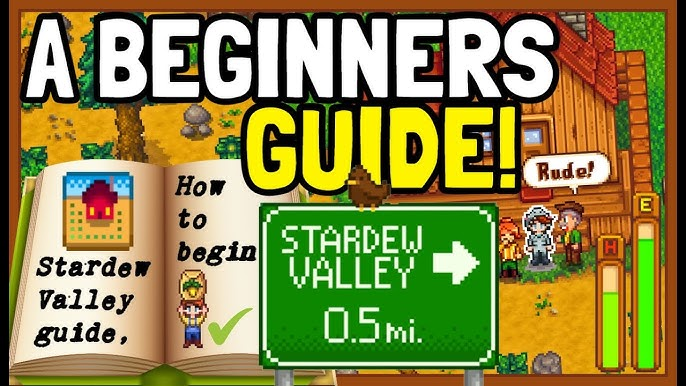 A BEGINNERS
GUIDE!
Rude!
How
to
begin
Stardew
Valley
guide,
STARDEW
VALLEY
0.5mi.
H
E